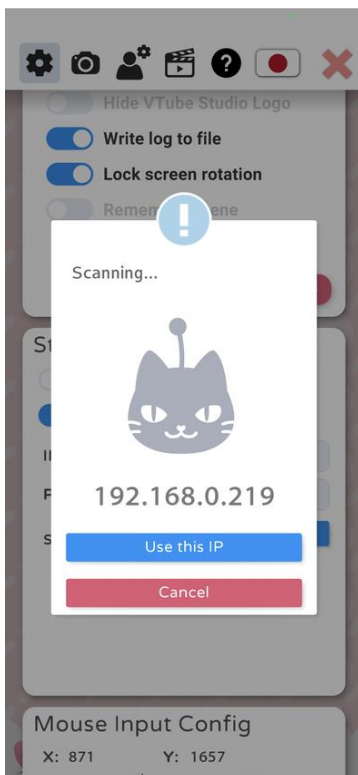 Hide VTube Studio Logo
Write log to file
Lock screen rotation
Scanning...
192.168.0.219
Use this IP
Cancel
Mouse Input Config
X: 871 Y: 1657